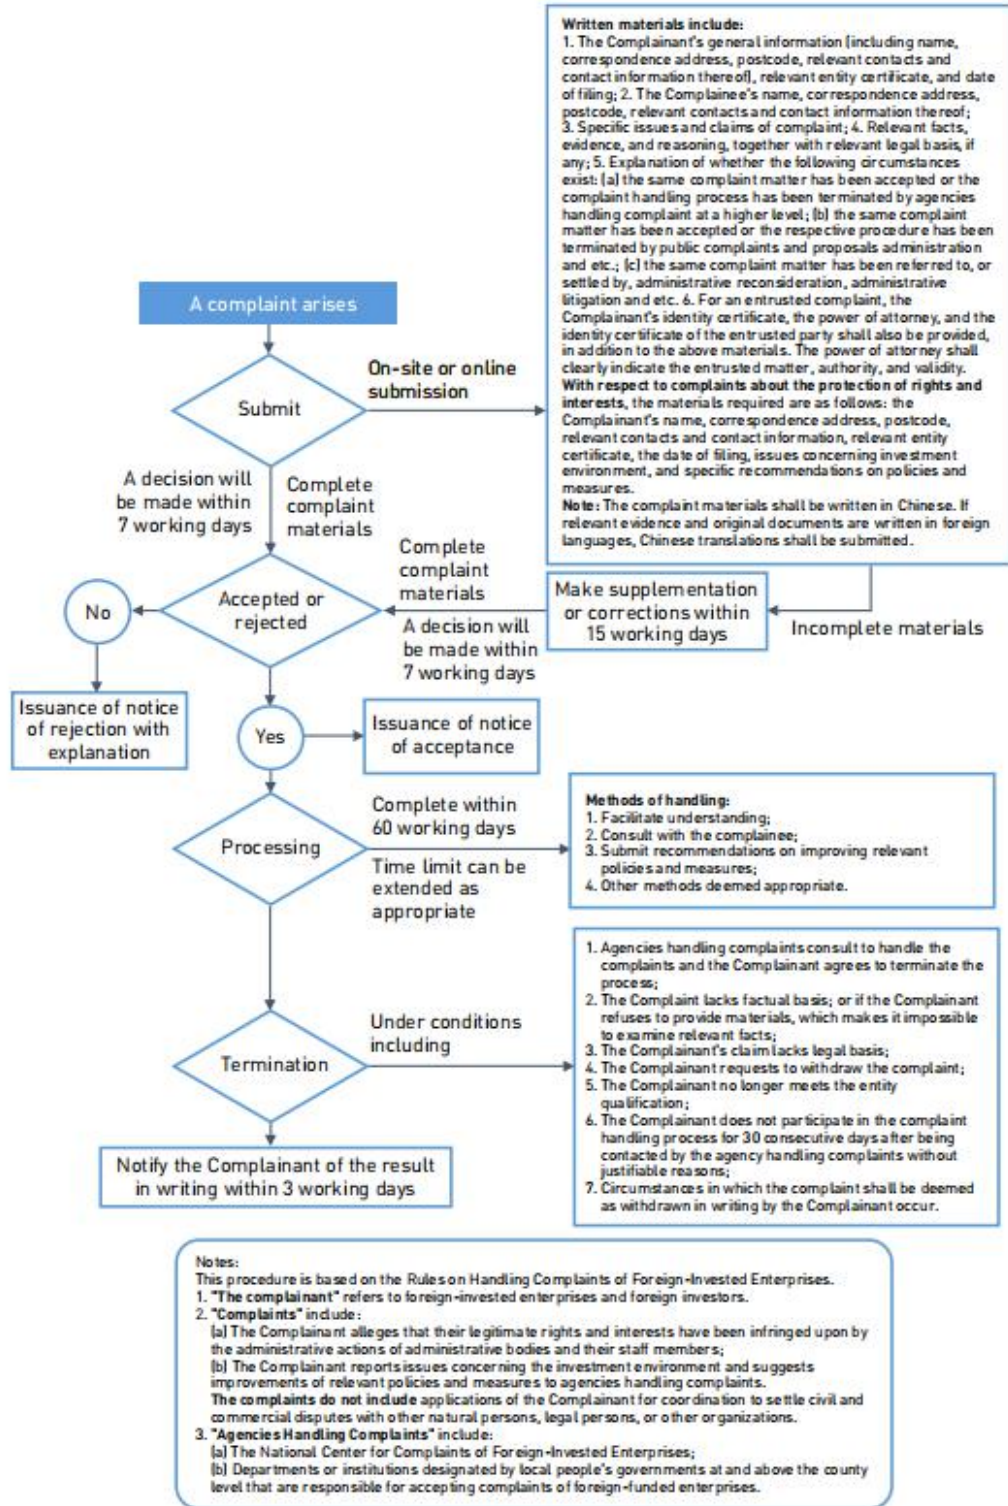 Written materials include:
1. The Complainant's general information (including name,
correspondence address, postcode, relevant contacts and
contact information thereof), relevant entity certificate, and date
of filing; 2. The Complainee's name, correspondence address,
postcode, relevant contacts and contact information thereof;
3. Specific issues and claims of complaint; 4. Relevant facts,
evidence, and reasoning, together with relevant legal basis, if
any; 5. Explanation of whether the following circumstances
exist: (a) the same complaint matter has been accepted or the
complaint handling process has been terminated by agencies
handling complaint at a higher level; (b) the same complaint
matter has been accepted or the respective procedure has been
terminated by public complaints and proposals administration
and etc.; (c) the same complaint matter has been referred to, or
settled by, administrative reconsideration, administrative
litigation and etc. 6. For an entrusted complaint, the
Complainant's identity certificate, the power of attorney, and the
identity certificate of the entrusted party shall also be provided,
in addition to the above materials. The power of attorney shall
clearly indicate the entrusted matter, authority, and validity.
With respect to complaints about the protection of rights and
interests, the materials required are as follows: the
Complainant's name, correspondence address, postcode,
relevant contacts and contact information, relevant entity
certificate, the date of filing, issues concerning investment
environment, and specific recommendations on policies and
measures.
Note: The complaint materials shall be written in Chinese. If
relevant evidence and original documents are written in foreign
languages, Chinese translations shall be submitted.
A complaint arises
Submit
On-site or online
submission
A decision will
be made within
7 working days
Complete
complaint
materials
Complete
complaint
materials
A decision will
be made within
7 working days
Make supplementation
or corrections within
15 working days
Incomplete materials
Accepted or
rejected
No
Issuance of notice
of rejection with
explanation
Yes
Issuance of notice
of acceptance
Processing
Complete within
60 working days
Time limit can be
extended as
appropriate
Methods of handling:
1. Facilitate understanding;
2. Consult with the complainee;
3. Submit recommendations on improving relevant
policies and measures;
4. Other methods deemed appropriate.
Termination
Under conditions
including
1. Agencies handling complaints consult to handle the
complaints and the Complainant agrees to terminate the
process;
2. The Complaint lacks factual basis; or if the Complainant
refuses to provide materials, which makes it impossible
to examine relevant facts;
3. The Complainant's claim lacks legal basis;
4. The Complainant requests to withdraw the complaint;
5. The Complainant no longer meets the entity
qualification;
6. The Complainant does not participate in the complaint
handling process for 30 consecutive days after being
contacted by the agency handling complaints without
justifiable reasons;
7. Circumstances in which the complaint shall be deemed
as withdrawn in writing by the Complainant occur.
Notify the Complainant of the result
in writing within 3 working days
Notes:
This procedure is based on the Rules on Handling Complaints of Foreign-Invested Enterprises.
1. "The complainant" refers to foreign-invested enterprises and foreign investors.
2. "Complaints" include:
(a) The Complainant alleges that their legitimate rights and interests have been infringed upon by
the administrative actions of administrative bodies and their staff members;
(b) The Complainant reports issues concerning the investment environment and suggests
improvements of relevant policies and measures to agencies handling complaints.
The complaints do not include applications of the Complainant for coordination to settle civil and
commercial disputes with other natural persons, legal persons, or other organizations.
3. "Agencies Handling Complaints" include:
(a) The National Center for Complaints of Foreign-Invested Enterprises;
(b) Departments or institutions designated by local people's governments at and above the county
level that are responsible for accepting complaints of foreign-funded enterprises.